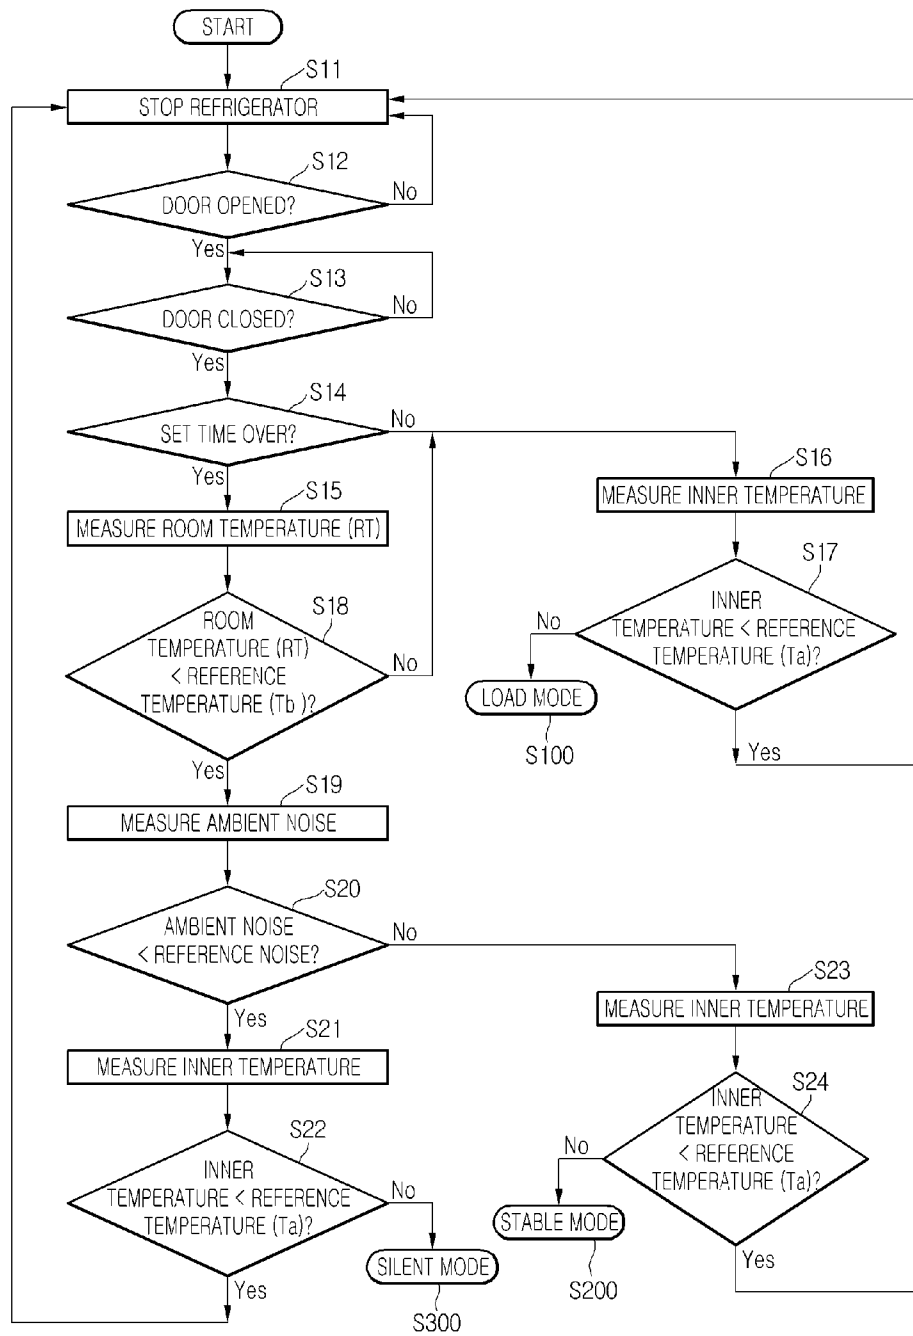 START
S11
STOP REFRIGERATOR
S12
DOOR OPENED?
No
Yes
S13
DOOR CLOSED?
No
Yes
S14
SET TIME OVER?
No
Yes
S15
MEASURE ROOM TEMPERATURE (RT)
S16
MEASURE INNER TEMPERATURE
S17
INNER
TEMPERATURE < REFERENCE
TEMPERATURE (Ta)?
No
LOAD MODE
S100
Yes
S18
ROOM
TEMPERATURE (RT)
< REFERENCE
TEMPERATURE (Tb )?
No
Yes
S19
MEASURE AMBIENT NOISE
S20
AMBIENT NOISE
< REFERENCE NOISE?
No
Yes
S21
MEASURE INNER TEMPERATURE
S22
INNER
TEMPERATURE < REFERENCE
TEMPERATURE (Ta)?
No
SILENT MODE
S300
Yes
S23
MEASURE INNER TEMPERATURE
S24
INNER
TEMPERATURE
< REFERENCE
TEMPERATURE (Ta)?
No
STABLE MODE
S200
Yes